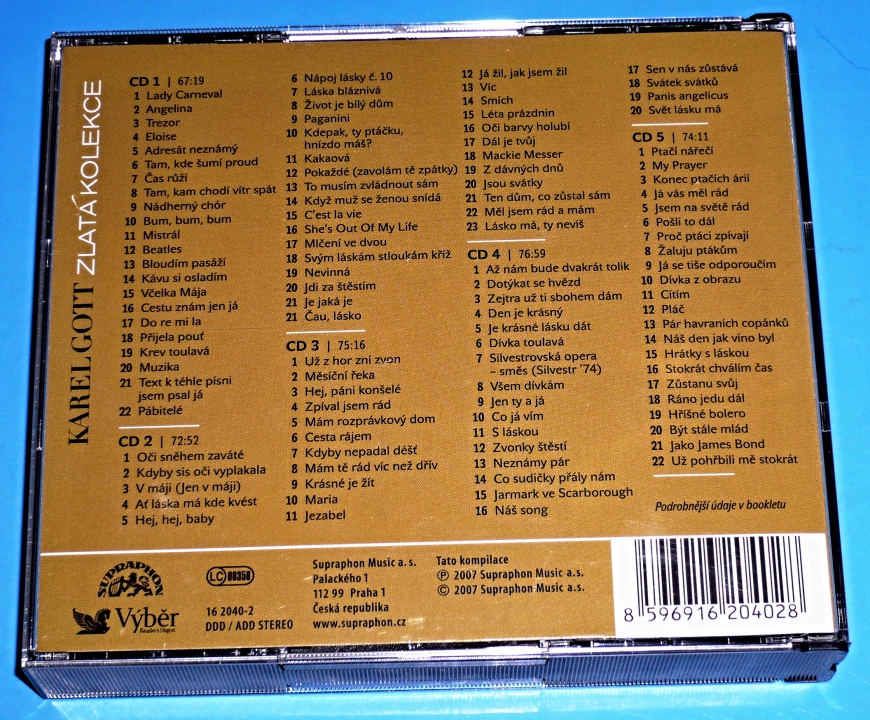 KAREL GOTT ZLATÁ KOLEKCE
CD 1 | 67:19
1 Lady Carneval
2 Angelina
3 Trezor
4 Eloise
5 Adresát neznámý
6 Tam, kde šumí proud
7 Čas růží
8 Tam, kam chodí vítr spát
9 Nádherný chór
10 Bum, bum, bum
11 Mistrál
12 Beatles
13 Bloudím pasáží
14 Kávu si osladím
15 Včelka Mája
16 Cestu znám jen já
17 Do re mi la
18 Přijela pouť
19 Krev toulavá
20 Muzika
21 Text k téhle písni
jsem psal já
22 Pábitelé
CD 2 | 72:52
1 Oči sněhem zaváté
2 Kdyby sis oči vyplakala
3 V máji (Jen v máji)
4 Ať láska má kde kvést
5 Hej, hej, baby
6 Nápoj lásky č. 10
7 Láska bláznivá
8 Život je bílý dům
9 Paganini
10 Kdepak, ty ptáčku,
hnízdo máš?
11 Kakaová
12 Pokaždé (zavolám tě zpátky)
13 To musím zvládnout sám
14 Když muž se ženou snídá
15 C'est la vie
16 She's Out Of My Life
17 Mlčení ve dvou
18 Svým láskám stloukám kříž
19 Nevinná
20 Jdi za štěstím
21 Je jaká je
21 Čau, lásko
CD 3 | 75:16
1 Už z hor zní zvon
2 Měsíční řeka
3 Hej, páni konšelé
4 Zpíval jsem rád
5 Mám rozprávkový dom
6 Cesta rájem
7 Kdyby nepadal déšť
8 Mám tě rád víc než dřív
9 Krásné je žít
10 Maria
11 Jezabel
12 Já žil, jak jsem žil
13 Víc
14 Smích
15 Léta prázdnin
16 Oči barvy holubí
17 Dál je tvůj
18 Mackie Messer
19 Z dávných dnů
20 Jsou svátky
21 Ten dům, co zůstal sám
22 Měl jsem rád a mám
23 Lásko má, ty nevíš
CD 4 | 76:59
1 Až nám bude dvakrát tolik
2 Dotýkat se hvězd
3 Zejtra už ti sbohem dám
4 Den je krásný
5 Je krásné lásku dát
6 Dívka toulavá
7 Silvestrovská opera
– směs (Silvestr '74)
8 Všem dívkám
9 Jen ty a já
10 Co já vím
11 S láskou
12 Zvonky štěstí
13 Neznámý pár
14 Co sudičky přály nám
15 Jarmark ve Scarborough
16 Náš song
17 Sen v nás zůstává
18 Svátek svátků
19 Panis angelicus
20 Svět lásku má
CD 5 | 74:11
1 Ptačí nářečí
2 My Prayer
3 Konec ptačích árií
4 Já vás měl rád
5 Jsem na světě rád
6 Pošli to dál
7 Proč ptáci zpívají
8 Žaluju ptákům
9 Já se tiše odporoučím
10 Dívka z obrazu
11 Cítím
12 Pláč
13 Pár havraních copánků
14 Náš den jak víno byl
15 Hrátky s láskou
16 Stokrát chválím čas
17 Zůstanu svůj
18 Ráno jedu dál
19 Hříšné bolero
20 Být stále mlád
21 Jako James Bond
22 Už pohřbili mě stokrát
Podrobnější údaje v bookletu
SUPRAPHON
Výběr
Reader's Digest
LC 00358
16 2040-2
DDD / ADD STEREO
Supraphon Music a. s.
Palackého 1
112 99 Praha 1
Česká republika
www.supraphon.cz
Tato kompilace
Ⓟ 2007 Supraphon Music a.s.
© 2007 Supraphon Music a.s.
8 596916 204028